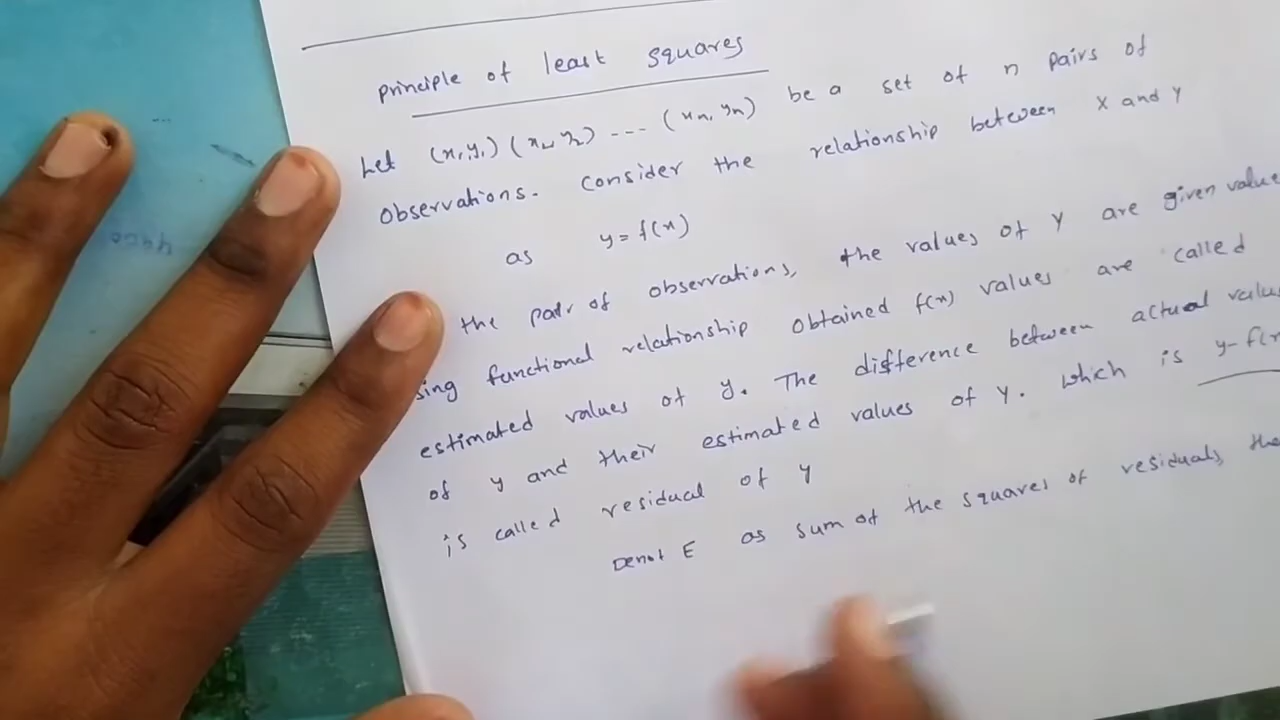 Principle of least squares
Let (x1,y1) (x2, y2) --- (xn, yn) be a set of n pairs of
observations. Consider the relationship between X and Y
as y = f(x)
the pair of observations, the values of Y are given value
sing functional relationship obtained f(x) values are called
estimated values of y. The difference between actual value
of y and their estimated values of Y. Which is y-f(x
is called residual of y
Denot E as sum of the squares of residuals, the